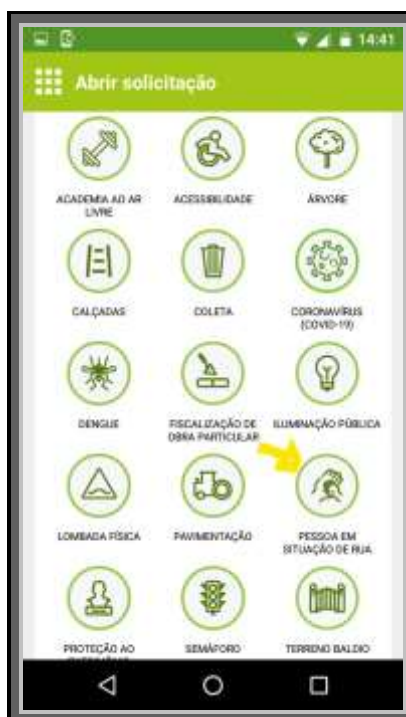 14:41
Abrir solicitação
ACADEMIA AO AR
LIVRE
ACESSIBILIDADE
ÁRVORE
CALÇADAS
COLETA
CORONAVÍRUS
(COVID-19)
DENGUE
FISCALIZAÇÃO DE
OBRA PARTICULAR
ILUMINAÇÃO PÚBLICA
LOMBADA FÍSICA
PAVIMENTAÇÃO
PESSOA EM
SITUAÇÃO DE RUA
PROTEÇÃO AO
SEMÁFORO
TERRENO BALDIO